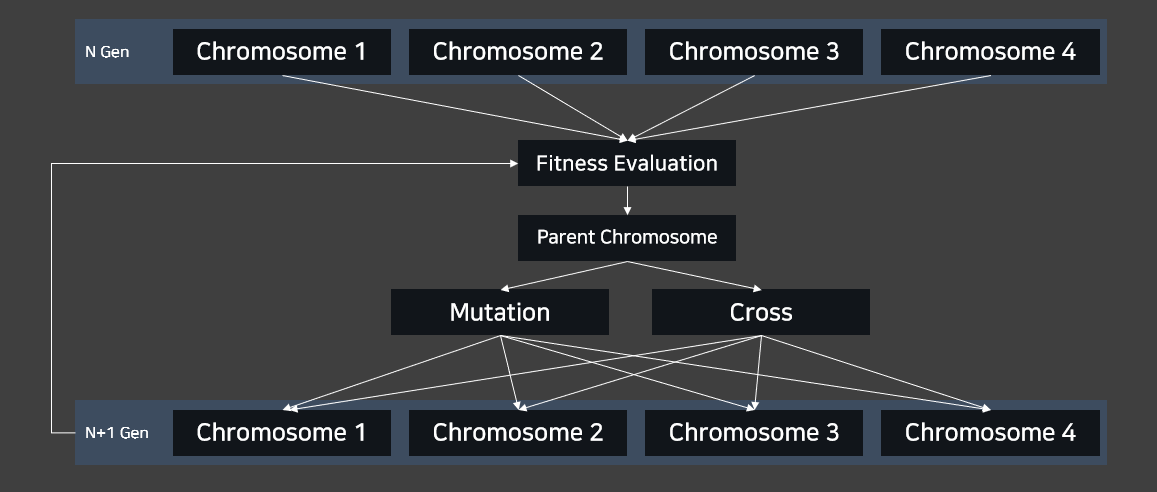 N Gen
Chromosome 1
Chromosome 2
Chromosome 3
Chromosome 4
Fitness Evaluation
Parent Chromosome
Mutation
Cross
N+1 Gen
Chromosome 1
Chromosome 2
Chromosome 3
Chromosome 4